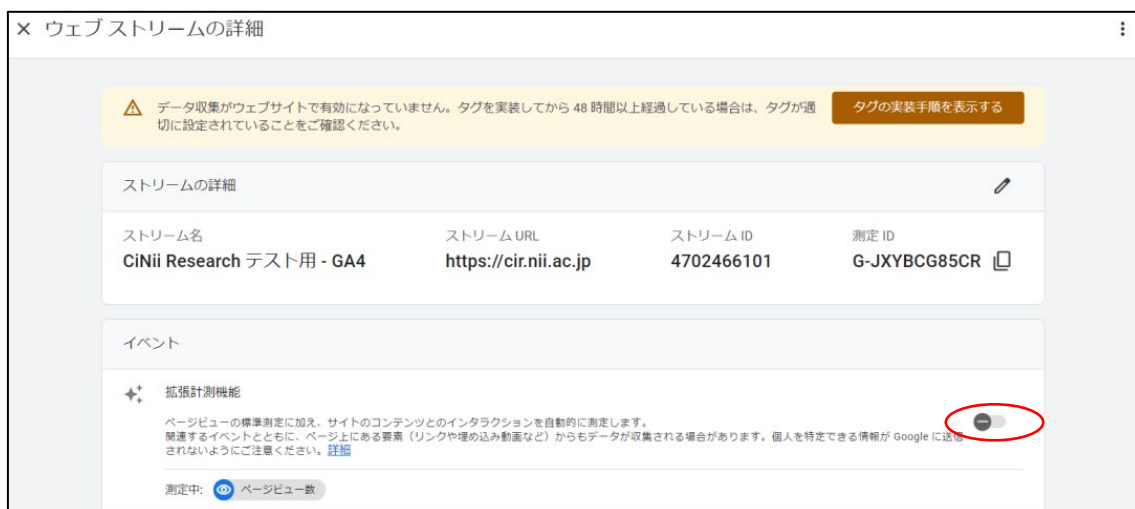 ウェブ ストリームの詳細
データ収集がウェブサイトで有効になっていません。タグを実装してから 48 時間以上経過している場合は、タグが適
切に設定されていることをご確認ください。
タグの実装手順を表示する
ストリームの詳細
ストリーム名
ストリーム URL
ストリーム ID
測定 ID
CiNii Research テスト用 - GA4
https://cir.nii.ac.jp
4702466101
G-JXYBCG85CR
イベント
拡張計測機能
ページビューの標準測定に加え、サイトのコンテンツとのインタラクションを自動的に測定します。
関連するイベントとともに、ページ上にある要素（リンクや埋め込み動画など）からもデータが収集される場合があります。個人を特定できる情報が Google に送信
されないようにご注意ください。詳細
測定中:
ページビュー数